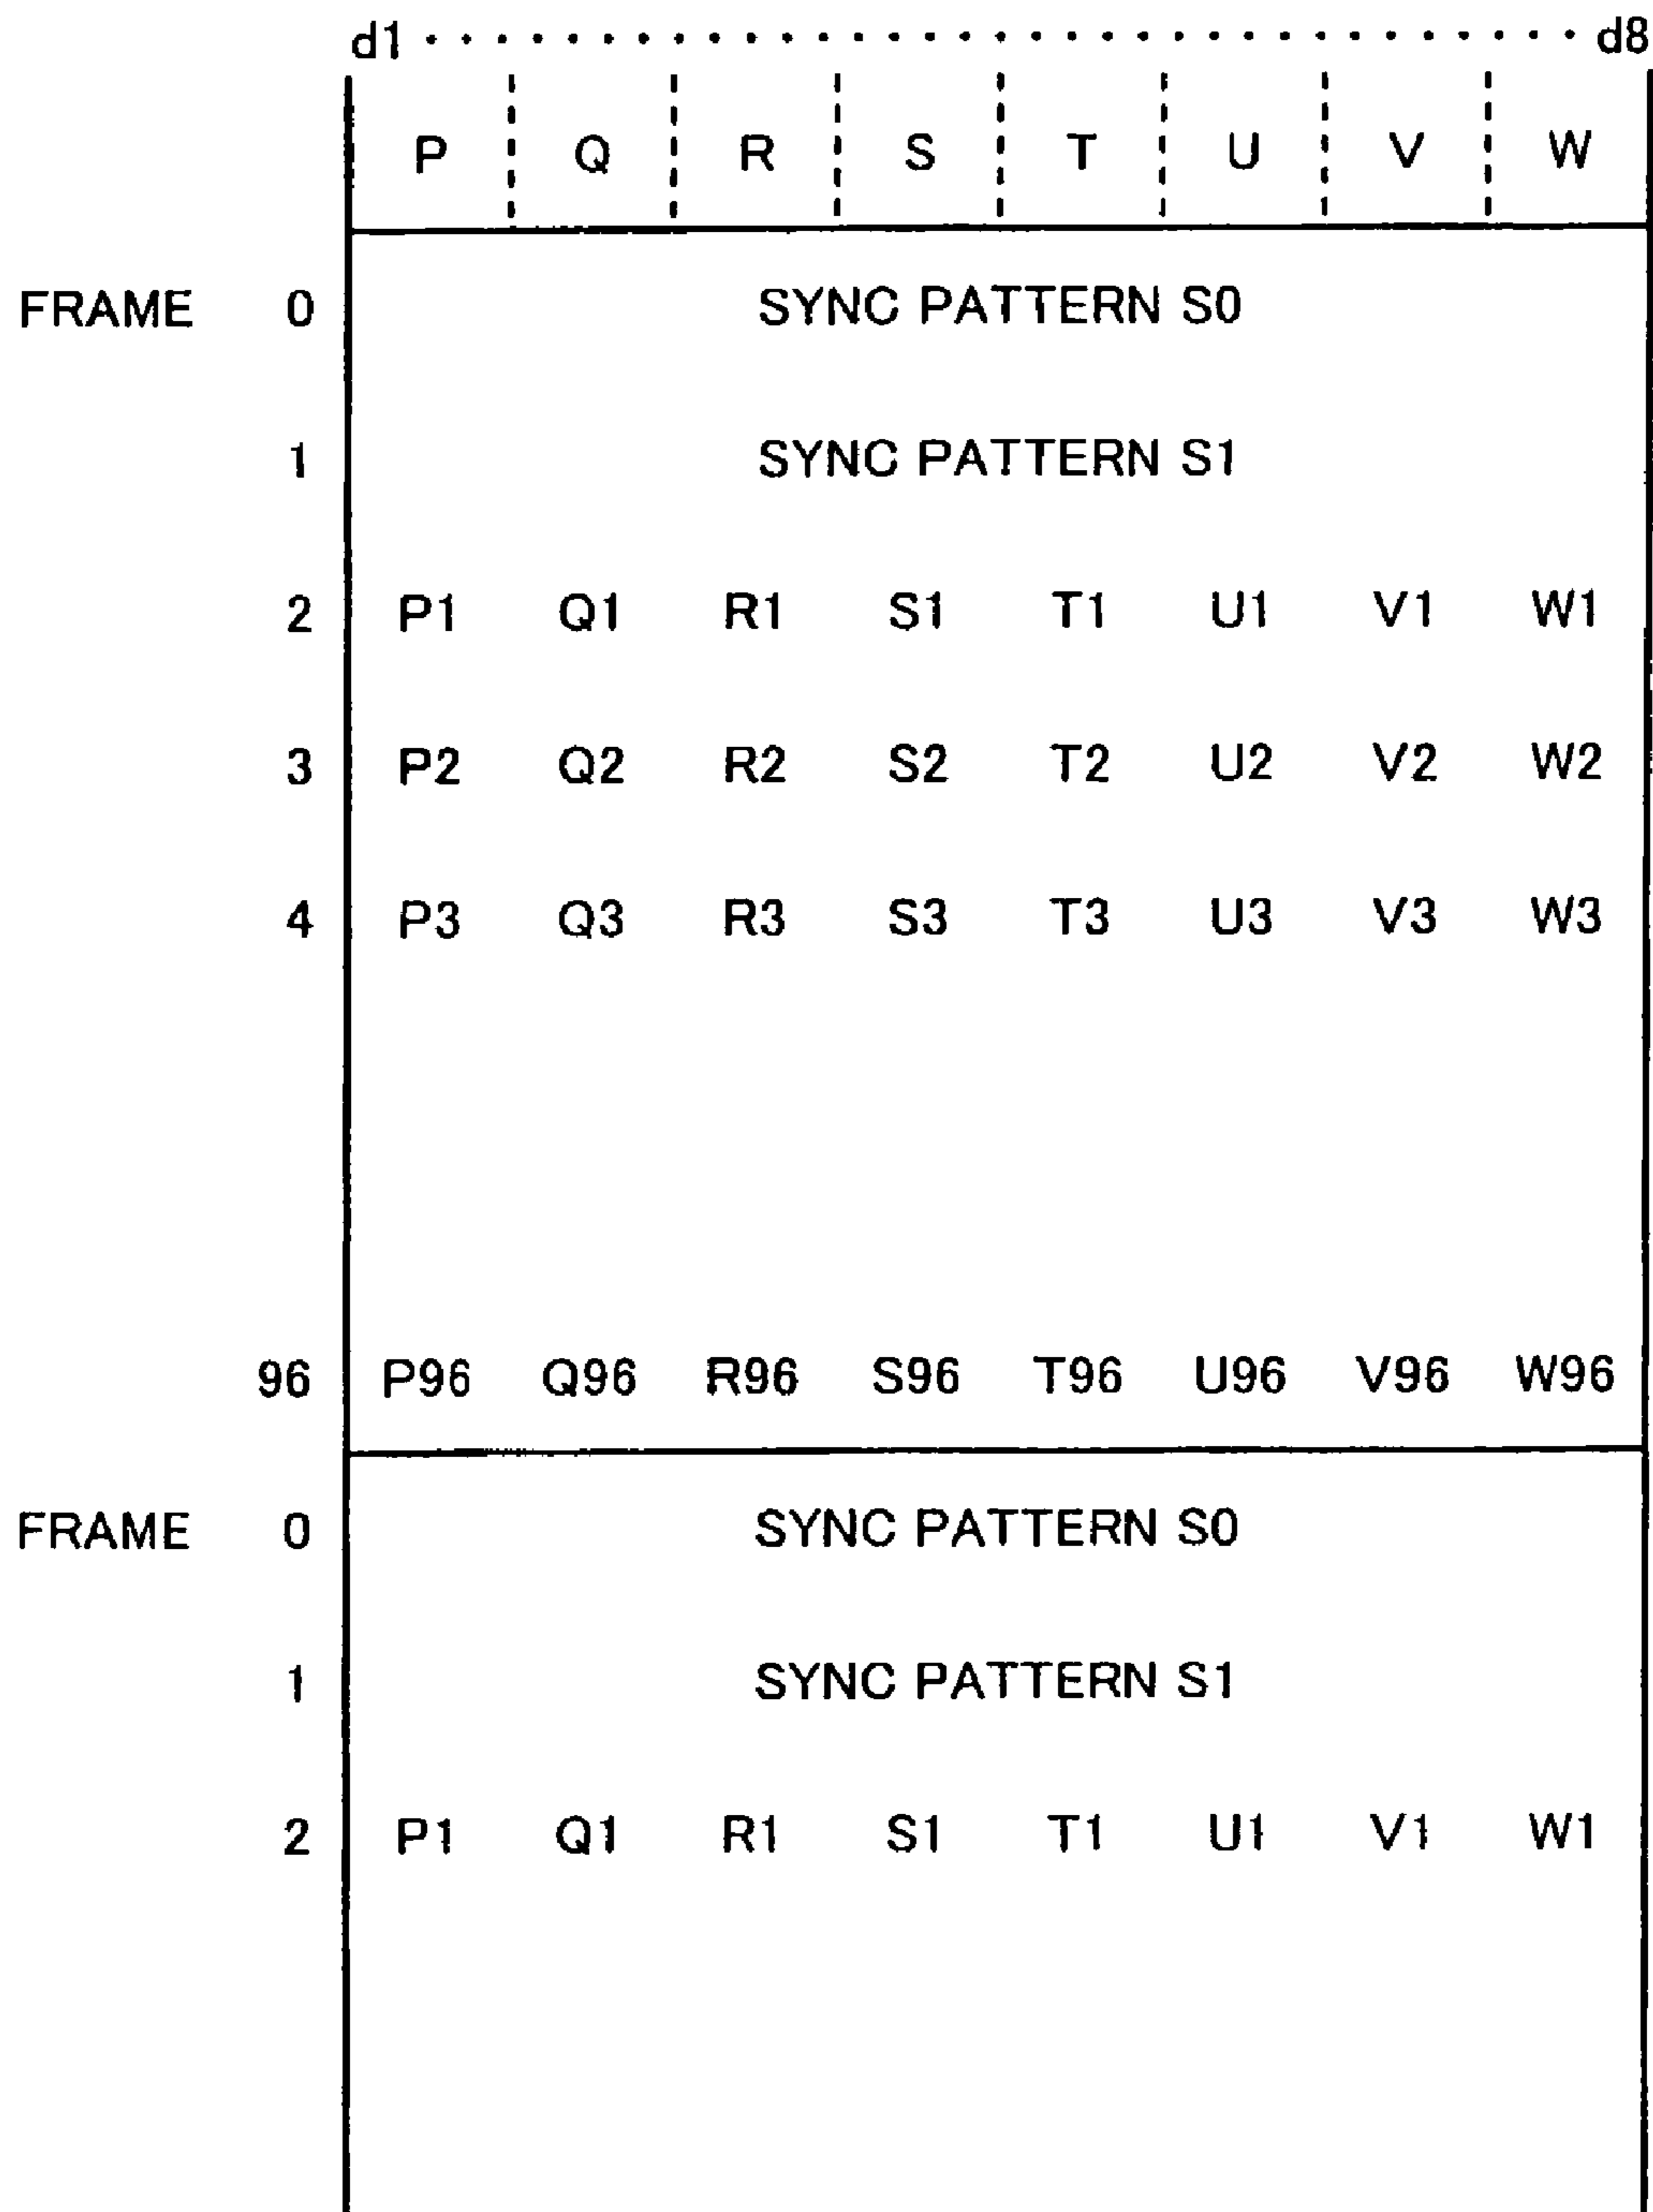 d1 · · · · · · · · · · · · · · · · · · · · · · · · · · · · · · · · · d8
P Q R S T U V W
FRAME 0 SYNC PATTERN S0
1 SYNC PATTERN S1
2 P1 Q1 R1 S1 T1 U1 V1 W1
3 P2 Q2 R2 S2 T2 U2 V2 W2
4 P3 Q3 R3 S3 T3 U3 V3 W3
96 P96 Q96 R96 S96 T96 U96 V96 W96
FRAME 0 SYNC PATTERN S0
1 SYNC PATTERN S1
2 P1 Q1 R1 S1 T1 U1 V1 W1